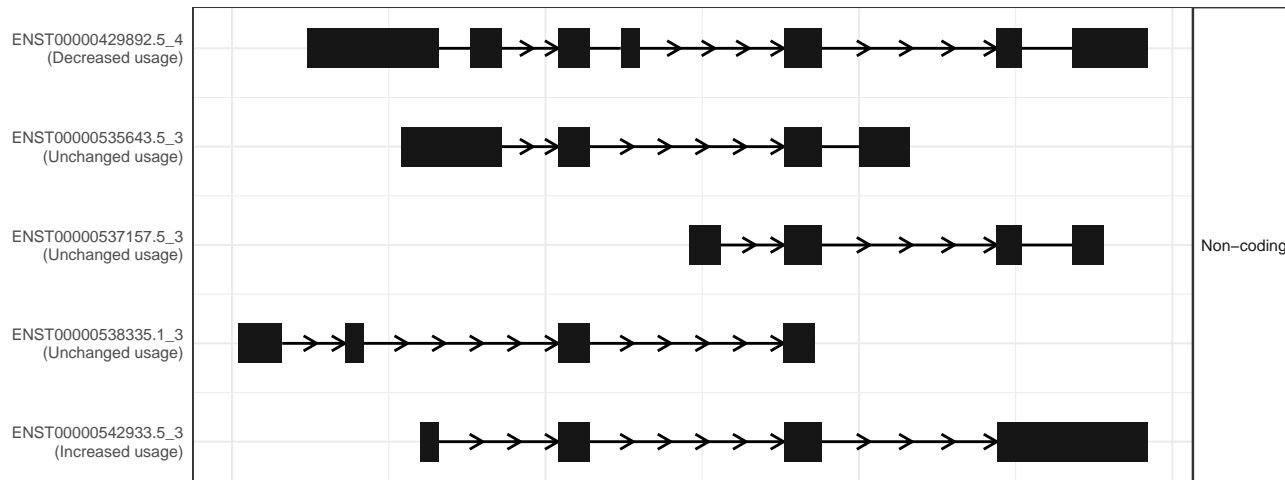 ENST00000429892.5_4
(Decreased usage)
ENST00000535643.5_3
(Unchanged usage)
ENST00000537157.5_3
(Unchanged usage)
Non−coding
ENST00000538335.1_3
(Unchanged usage)
ENST00000542933.5_3
(Increased usage)